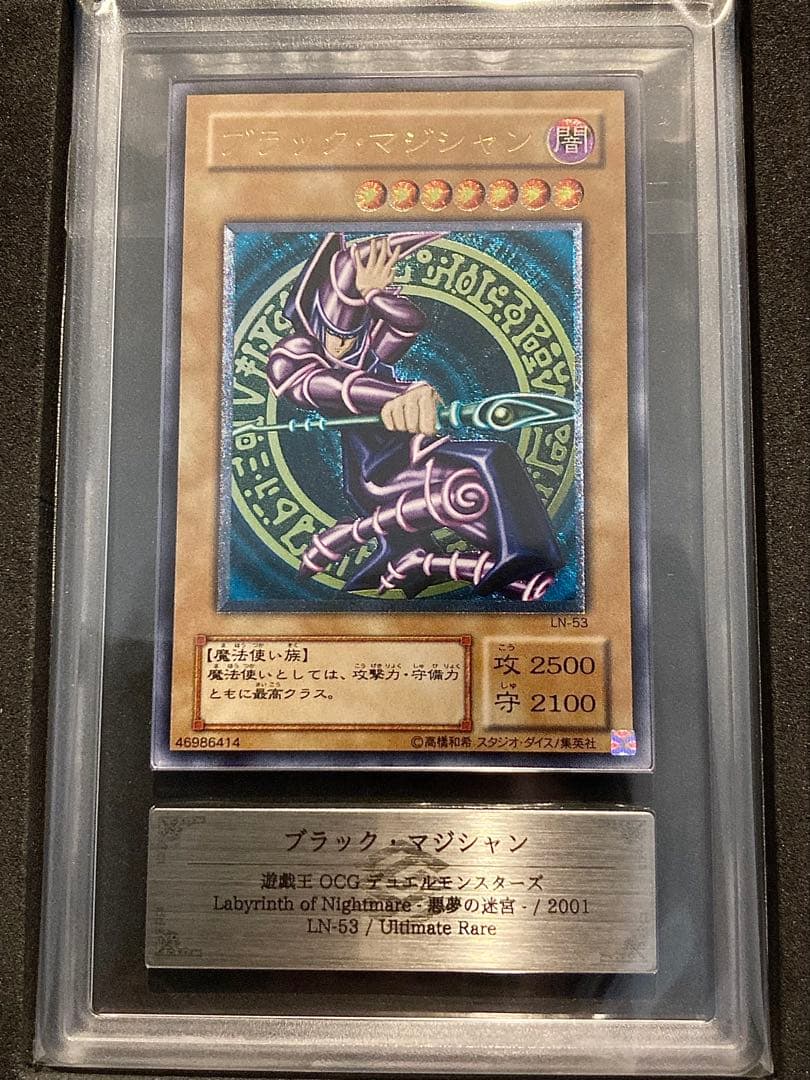 ブラック・マジシャン
闇
LN-53
【魔法使い族】
魔法使いとしては、攻撃力・守備力
ともに最高クラス。
攻 2500
守 2100
46986414
©高橋和希 スタジオ・ダイス/集英社
ブラック・マジシャン
遊戯王 OCG デュエルモンスターズ
Labyrinth of Nightmare - 悪夢の迷宮 - / 2001
LN-53 / Ultimate Rare